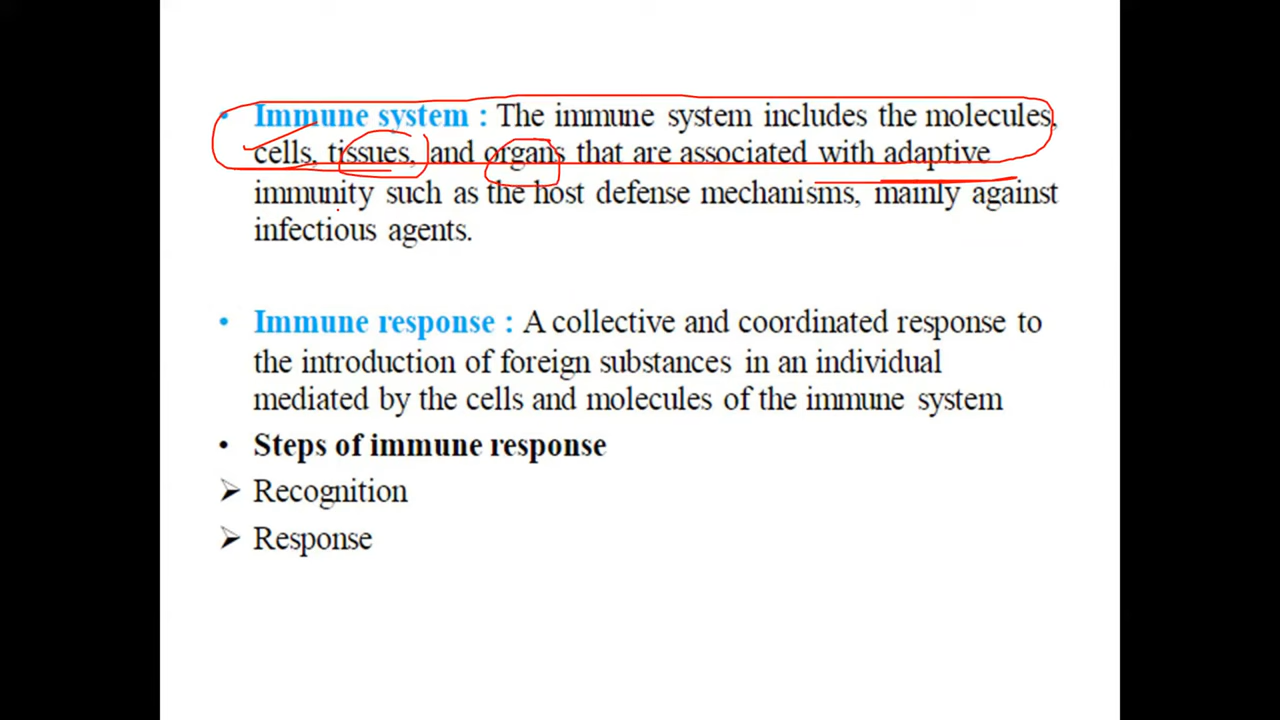 • Immune system : The immune system includes the molecules,
cells, tissues, and organs that are associated with adaptive
immunity such as the host defense mechanisms, mainly against
infectious agents.
• Immune response : A collective and coordinated response to
the introduction of foreign substances in an individual
mediated by the cells and molecules of the immune system
• Steps of immune response
➢ Recognition
➢ Response